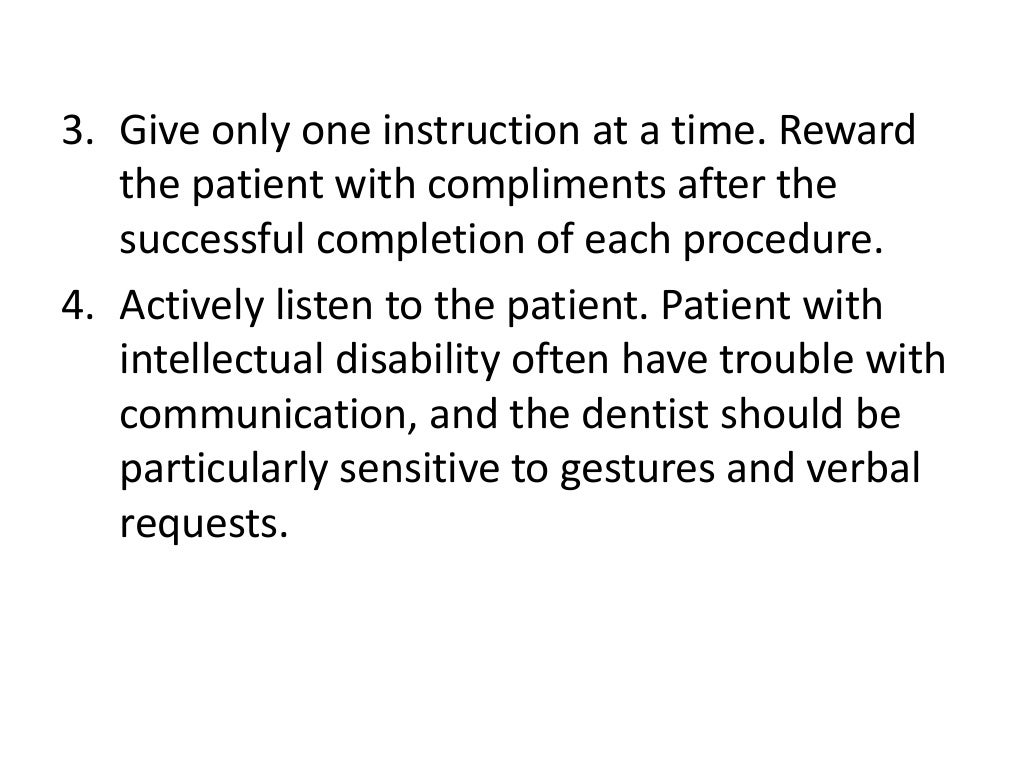 3. Give only one instruction at a time. Reward
the patient with compliments after the
successful completion of each procedure.
4. Actively listen to the patient. Patient with
intellectual disability often have trouble with
communication, and the dentist should be
particularly sensitive to gestures and verbal
requests.